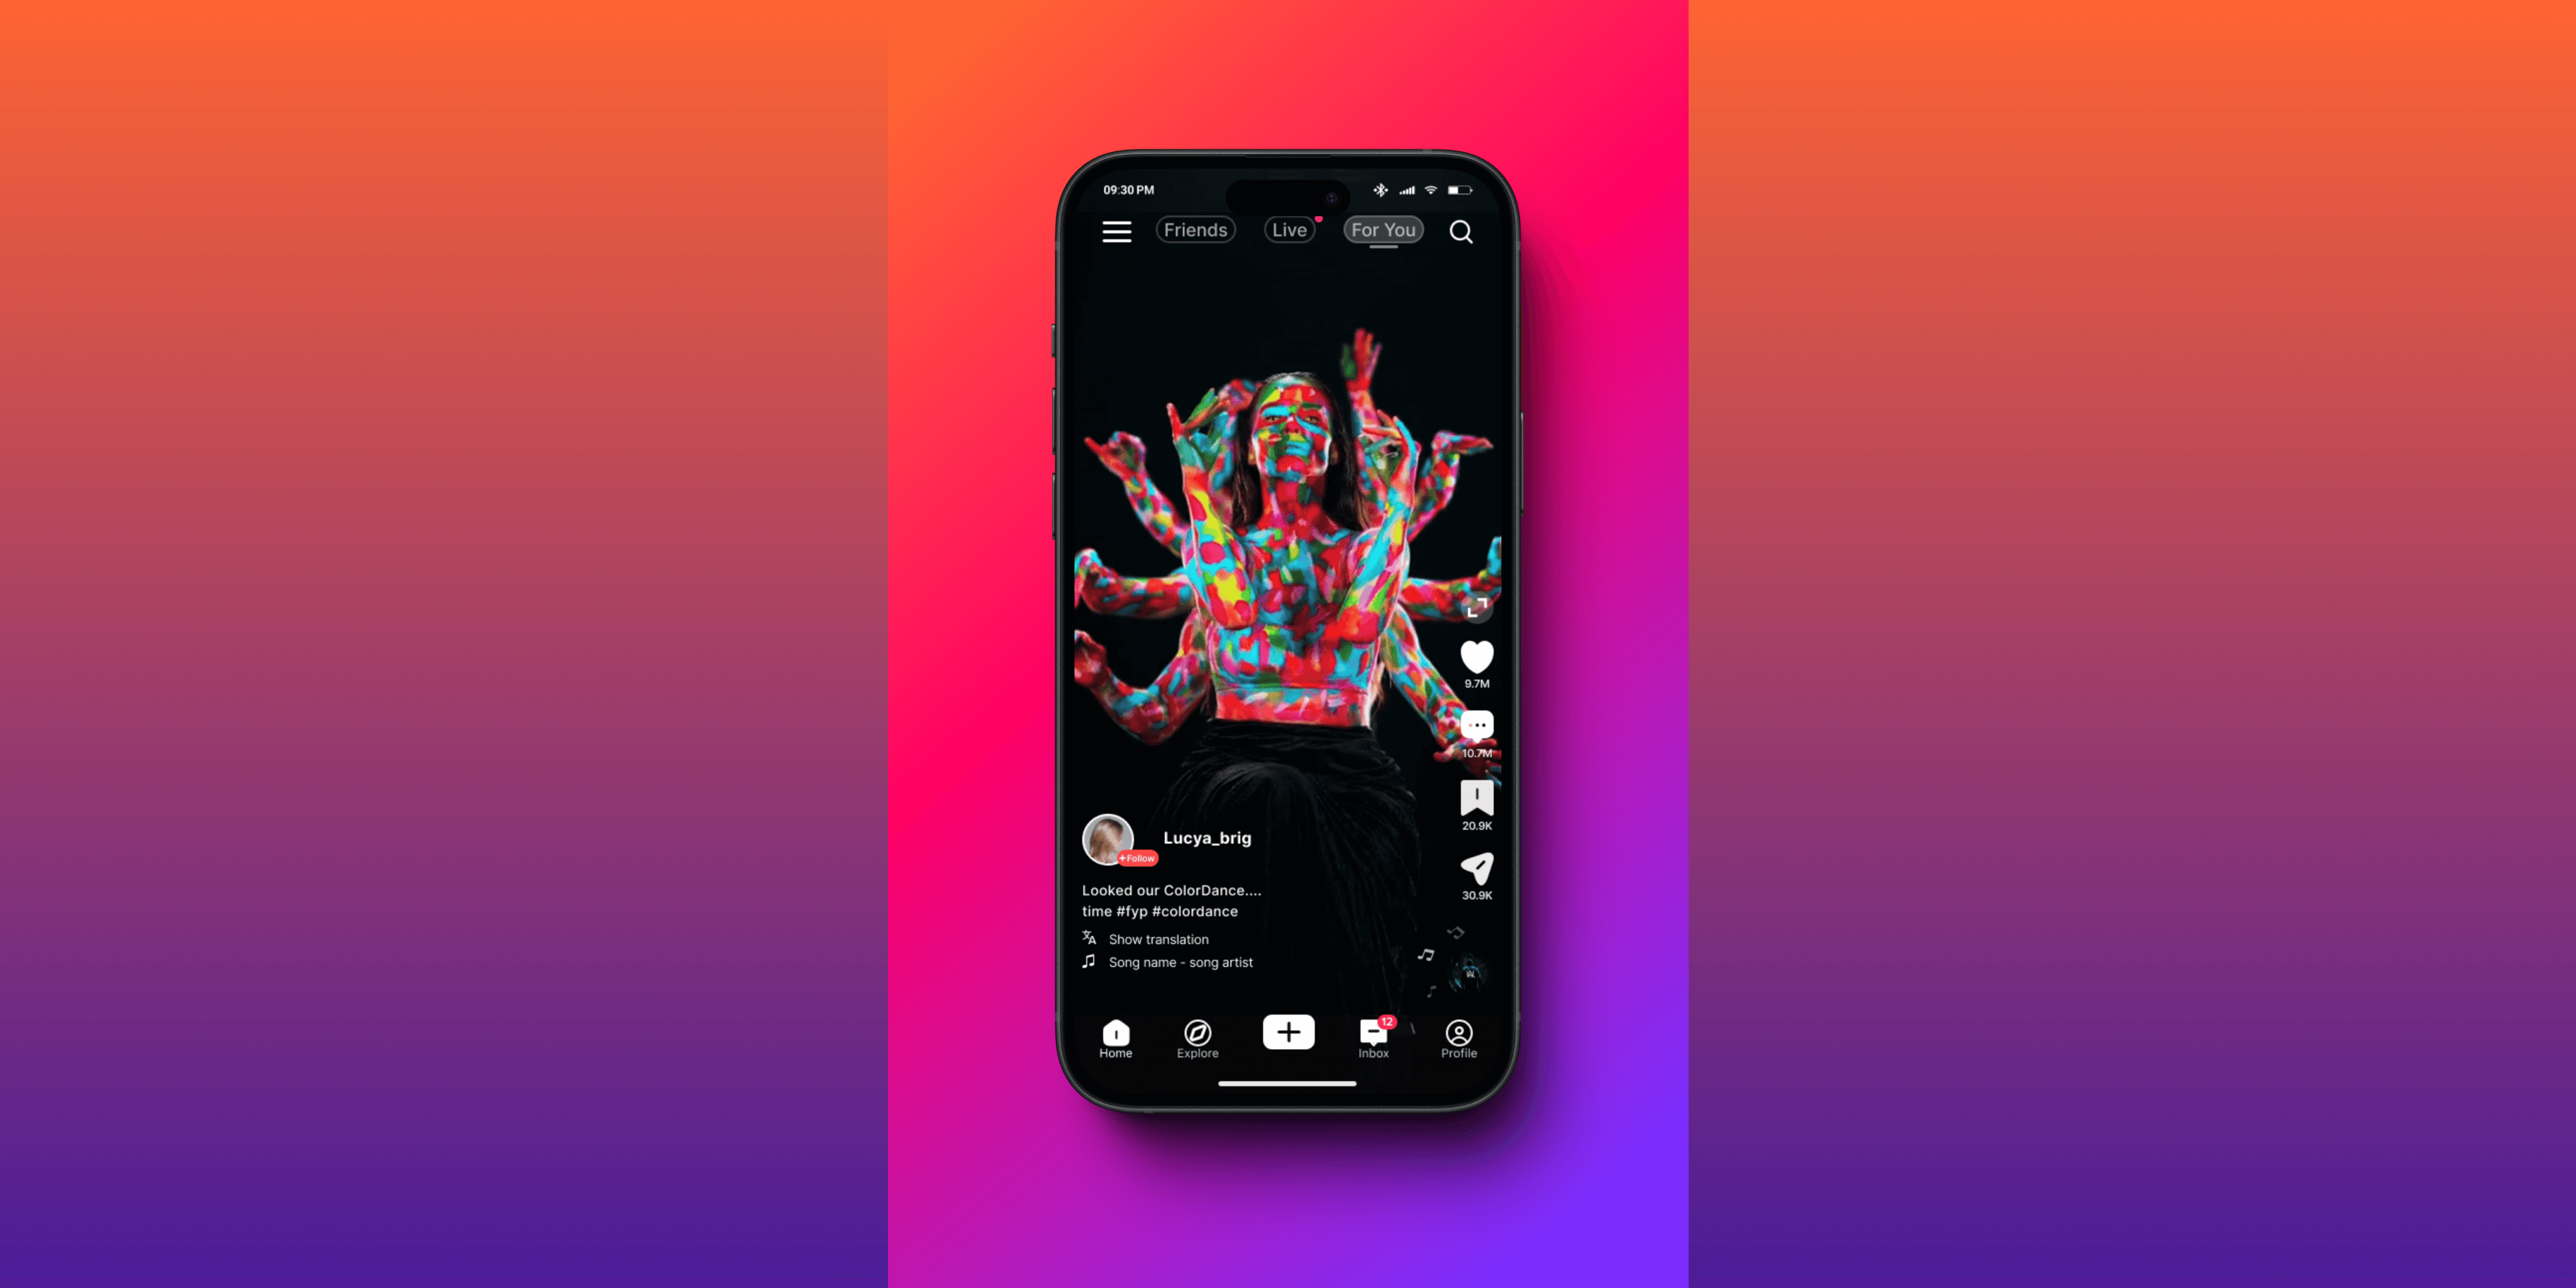 09:30 PM
Friends Live For You
9.7M
10.7M
20.9K
30.9K
Lucya_brig
+Follow
Looked our ColorDance....
time #fyp #colordance
Show translation
Song name - song artist
12
Home Explore Inbox Profile